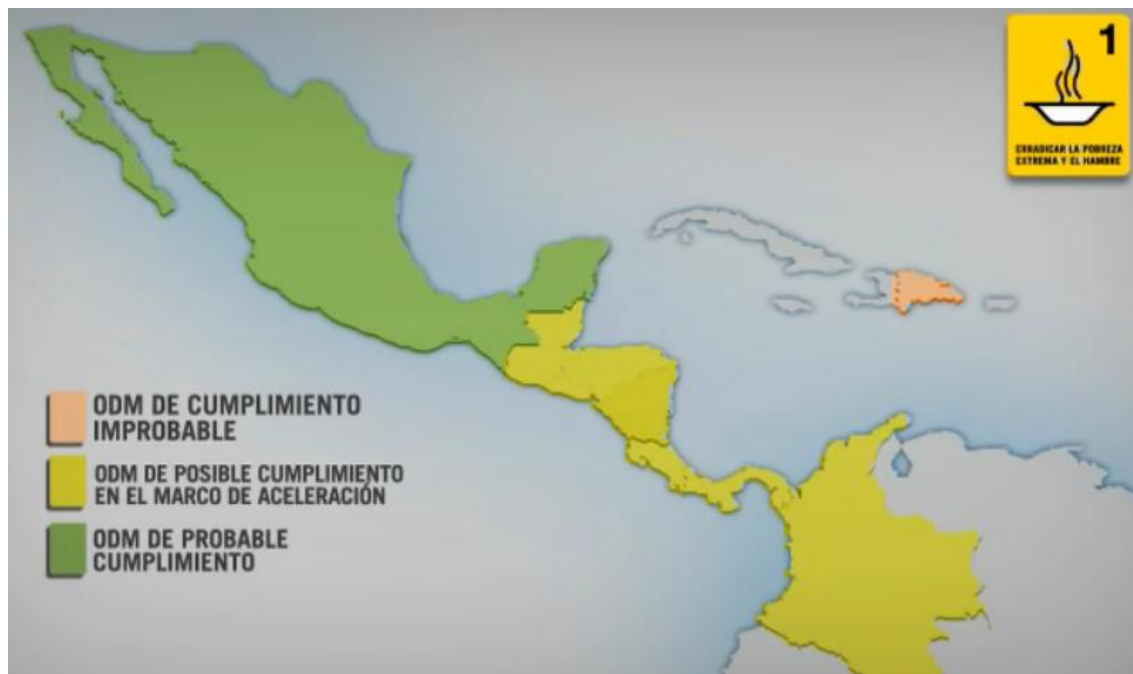 1
ERRADICAR LA POBREZA
EXTREMA Y EL HAMBRE
ODM DE CUMPLIMIENTO
IMPROBABLE
ODM DE POSIBLE CUMPLIMIENTO
EN EL MARCO DE ACELERACIÓN
ODM DE PROBABLE
CUMPLIMIENTO